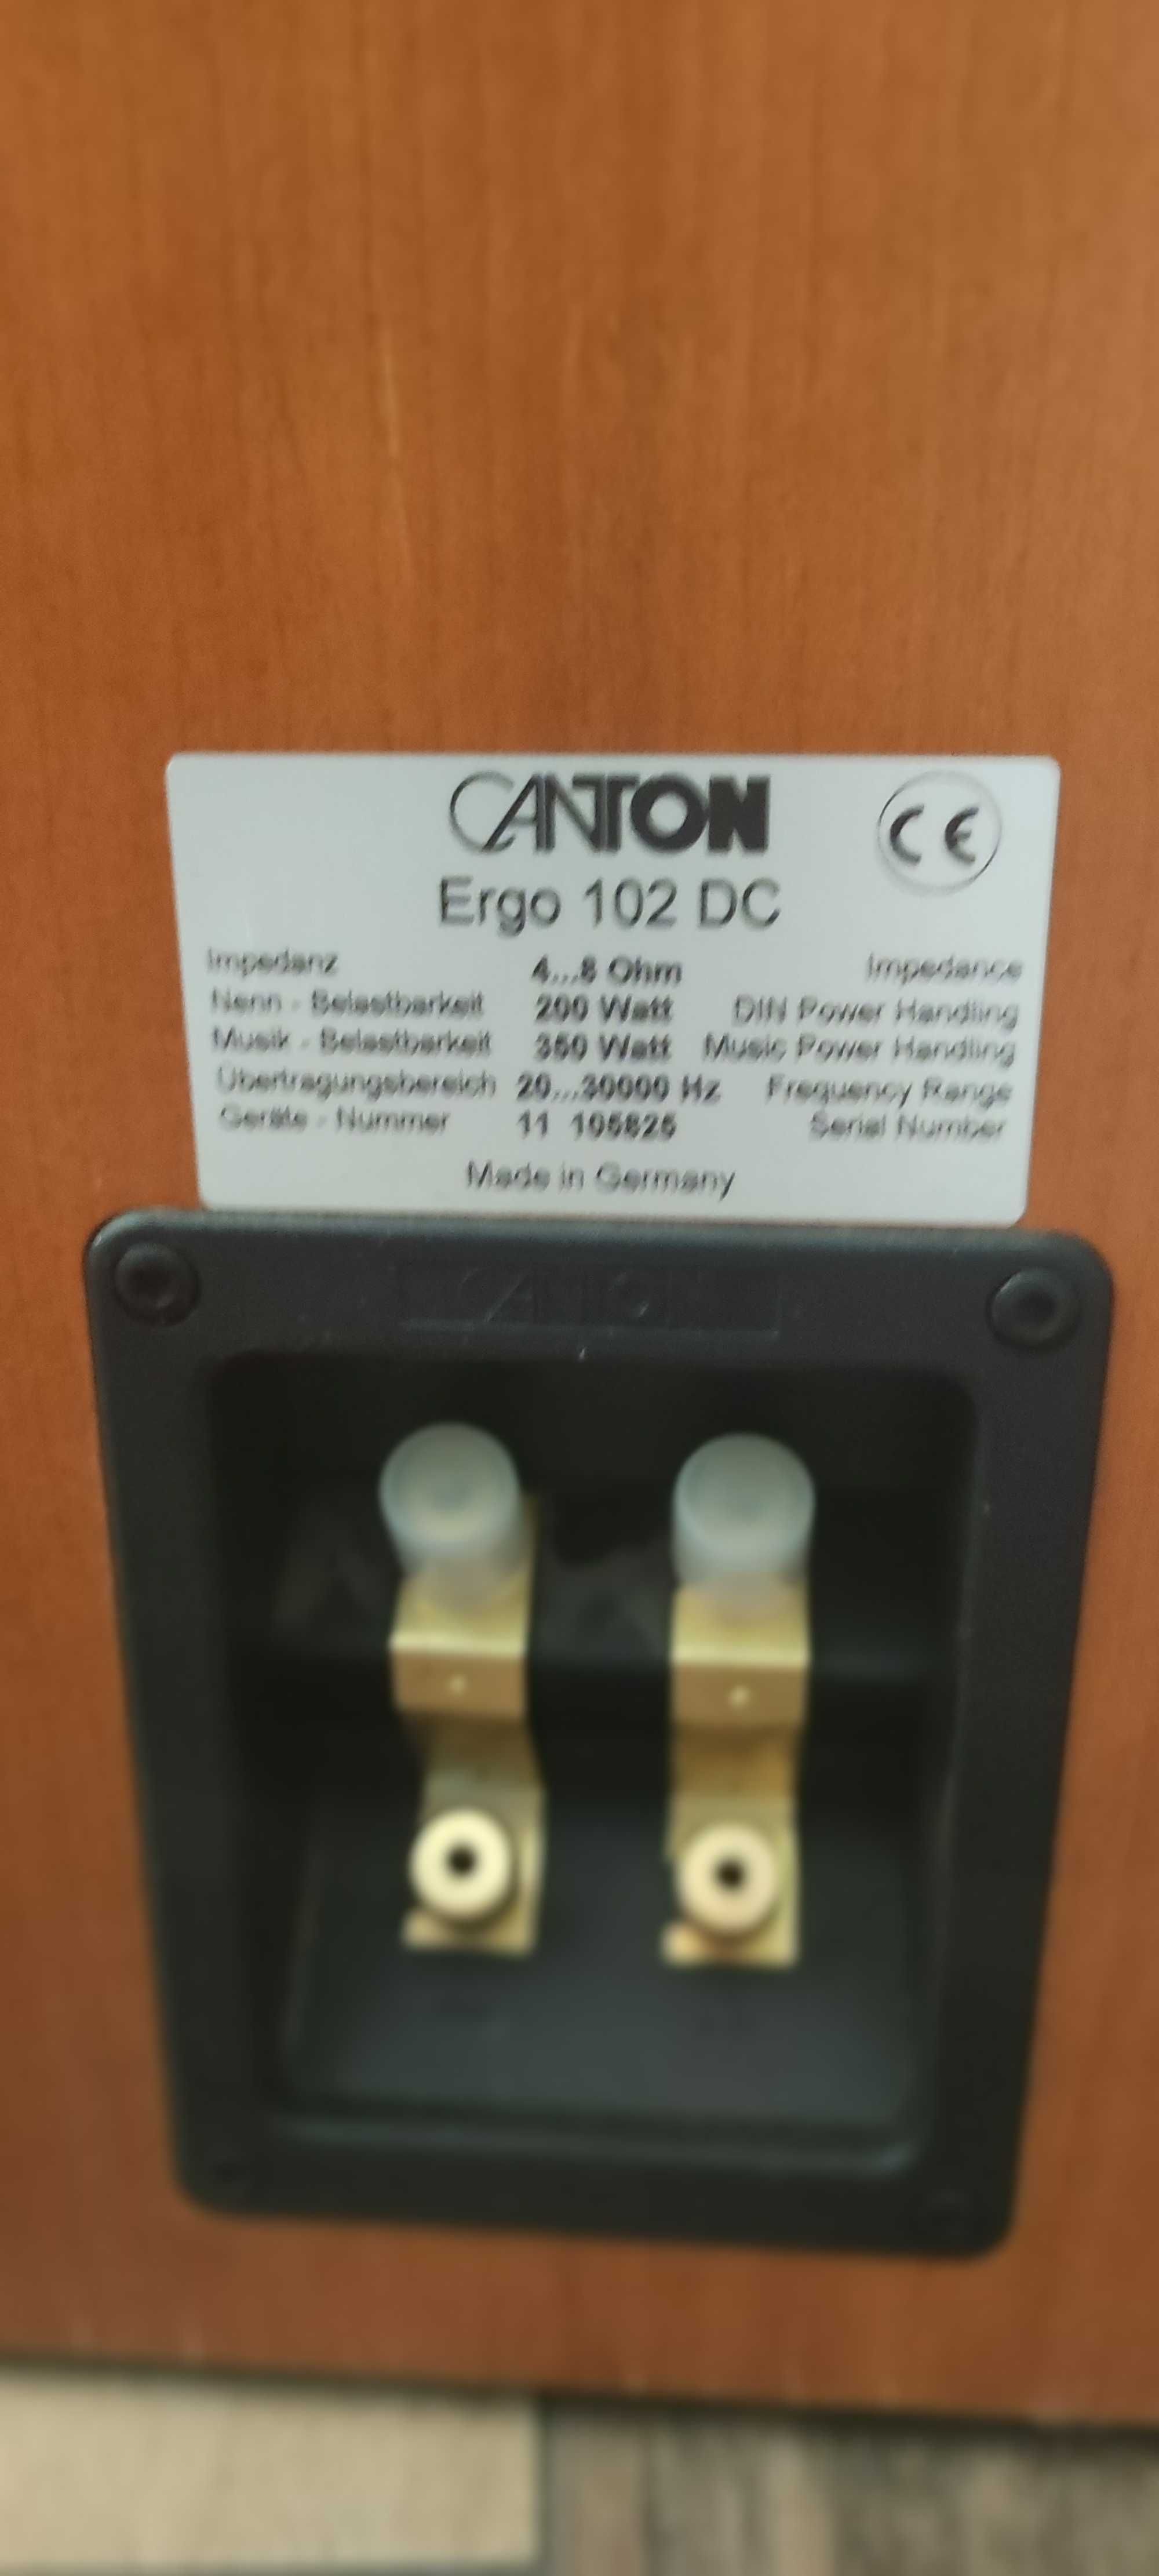 CANTON
CE
Ergo 102 DC
Impedanz 4...8 Ohm Impedance
Nenn - Belastbarkeit 200 Watt DIN Power Handling
Musik - Belastbarkeit 350 Watt Music Power Handling
Übertragungsbereich 20...30000 Hz Frequency Range
Geräte - Nummer 11 105825 Serial Number
Made in Germany
CANTON